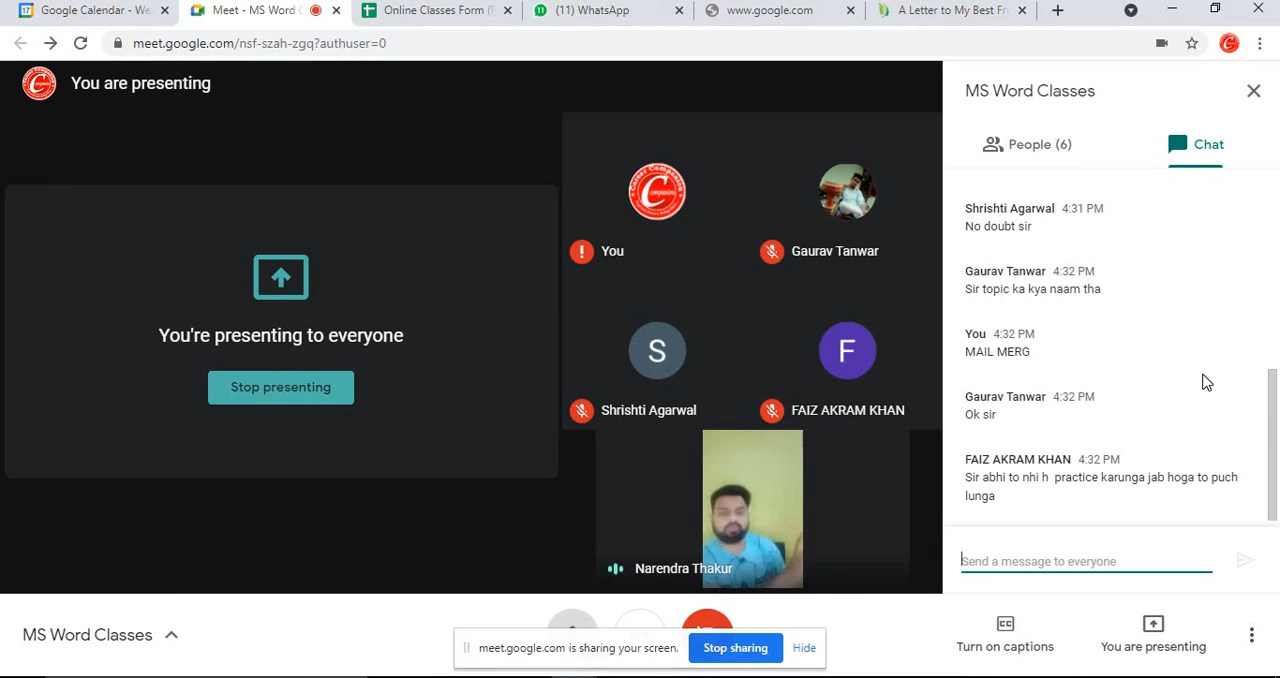 Google Calendar - We
Meet - MS Word C
Online Classes Form (
(11) WhatsApp
www.google.com
A Letter to My Best Fr
meet.google.com/nsf-szah-zgq?authuser=0
You are presenting
MS Word Classes
People (6)
Chat
You're presenting to everyone
Stop presenting
You
Gaurav Tanwar
S
F
Shrishti Agarwal
FAIZ AKRAM KHAN
Narendra Thakur
Shrishti Agarwal 4:31 PM
No doubt sir
Gaurav Tanwar 4:32 PM
Sir topic ka kya naam tha
You 4:32 PM
MAIL MERG
Gaurav Tanwar 4:32 PM
Ok sir
FAIZ AKRAM KHAN 4:32 PM
Sir abhi to nhi h practice karunga jab hoga to puch
lunga
Send a message to everyone
MS Word Classes
meet.google.com is sharing your screen.
Stop sharing
Hide
Turn on captions
You are presenting